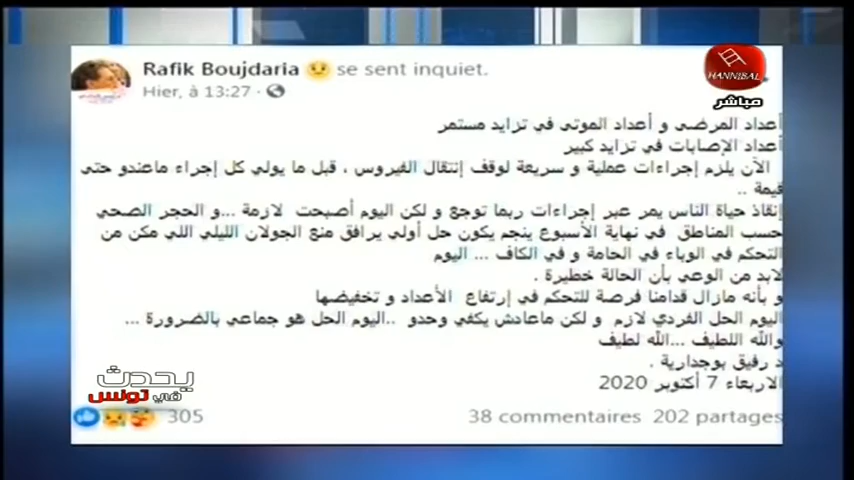 Rafik Boujdaria 😟 se sent inquiet.
Hier, à 13:27 ·
HANNIBAL
مباشر
أعداد المرضى و أعداد الموتى في تزايد مستمر
أعداد الإصابات في تزايد كبير
الآن يلزم إجراءات عملية و سريعة لوقف إنتقال الفيروس ، قبل ما يولي كل إجراء ماعندو حتى
قيمة ..
إنقاذ حياة الناس يمر عبر إجراءات ربما توجع و لكن اليوم أصبحت لازمة ...و الحجر الصحي
حسب المناطق في نهاية الأسبوع ينجم يكون حل أولي يرافق منع الجولان الليلي اللي مكن من
التحكم في الوباء في الحامة و في الكاف ... اليوم
لابد من الوعي بأن الحالة خطيرة .
و بأنه مازال قدامنا فرصة للتحكم في إرتفاع الأعداد و تخفيضها
اليوم الحل الفردي لازم و لكن ماعادش يكفي وحدو ..اليوم الحل هو جماعي بالضرورة ...
والله اللطيف ...الله لطيف
د رفيق بوجدارية .
الاربعاء 7 أكتوبر 2020
يحدث
في تونس
305
38 commentaires 202 partages